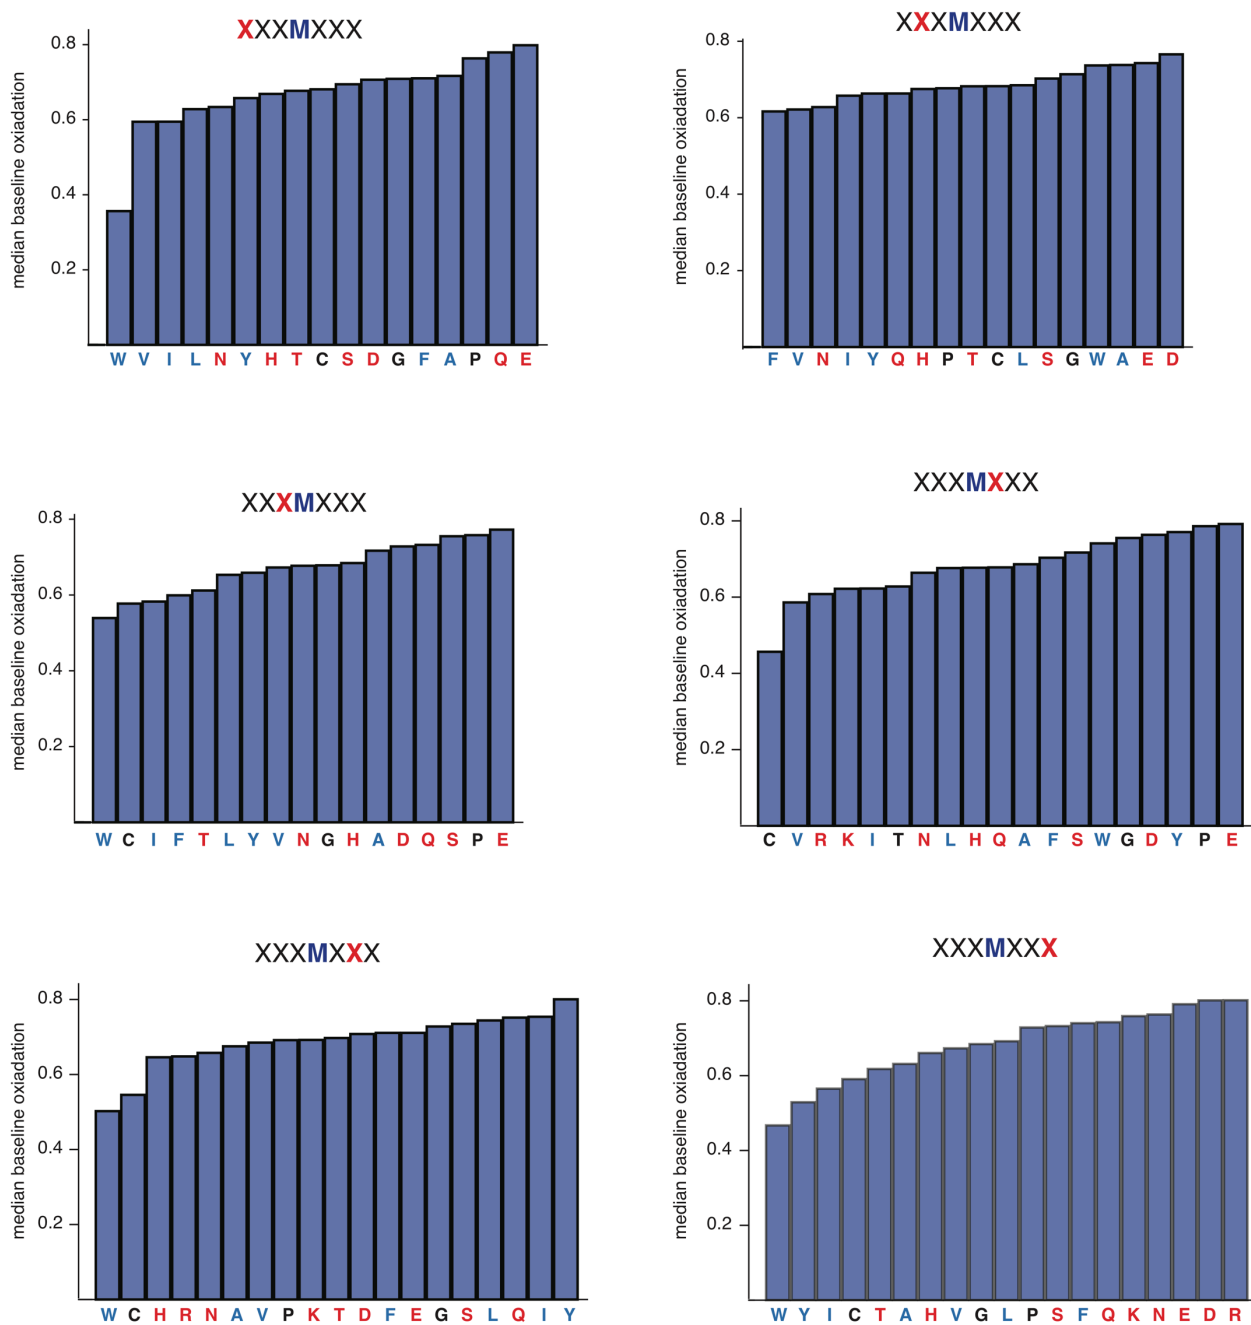 XXXMXXX
median baseline oxiadation
0.8
0.6
0.4
0.2
W V I L N Y H T C S D G F A P Q E
XXXMXXX
median baseline oxiadation
0.8
0.6
0.4
0.2
F V N I Y Q H P T C L S G W A E D
XXXMXXX
median baseline oxiadation
0.8
0.6
0.4
0.2
W C I F T L Y V N G H A D Q S P E
XXXMXXX
median baseline oxiadation
0.8
0.6
0.4
0.2
C V R K I T N L H Q A F S W G D Y P E
XXXMXXX
median baseline oxiadation
0.8
0.6
0.4
0.2
W C H R N A V P K T D F E G S L Q I Y
XXXMXXX
median baseline oxiadation
0.8
0.6
0.4
0.2
W Y I C T A H V G L P S F Q K N E D R